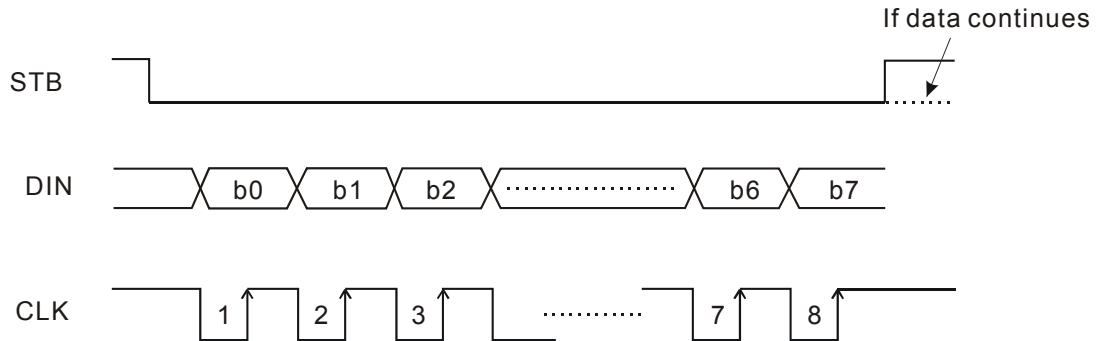 If data continues
STB
DIN b0 b1 b2 b6 b7
CLK 1 2 3 7 8